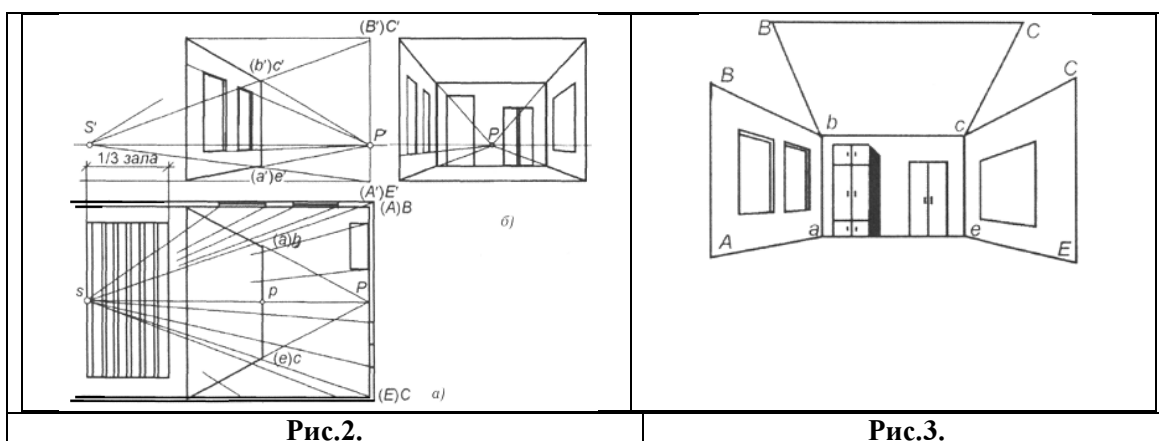 (B')C'
(b')c'
S'
P'
1/3 зала
(a')e'
(A')E'
(A)B
(a)b
s
p
P
(e)c
(E)C
а)
P
б)
B
C
B
C
b
c
A
a
e
E
Рис.2.
Рис.3.